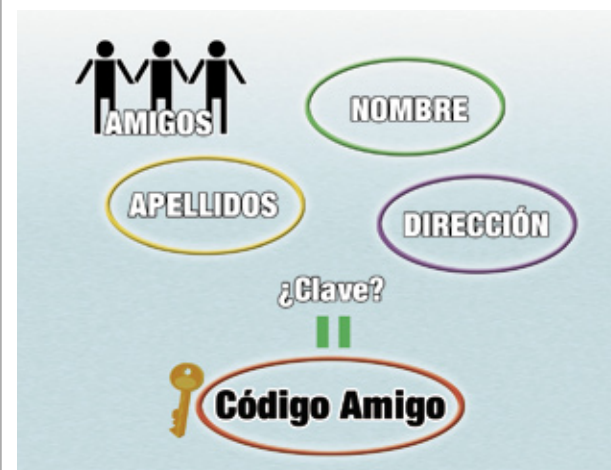 AMIGOS
NOMBRE
APELLIDOS
DIRECCIÓN
¿Clave?
Código Amigo